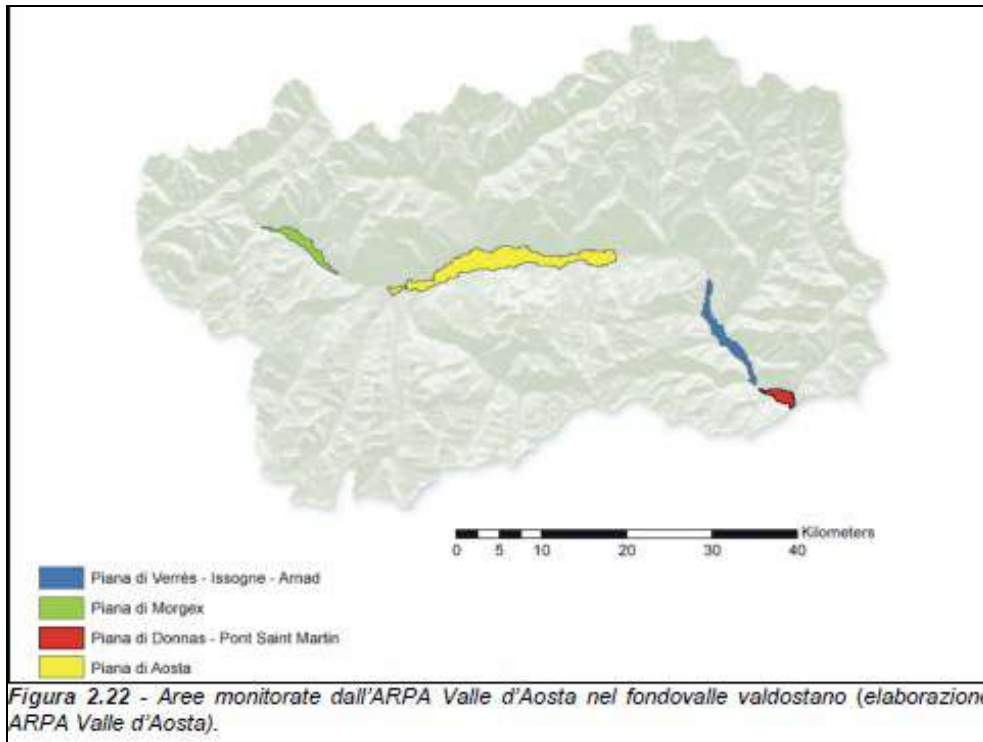 Kilometers
0 5 10 20 30 40
Piana di Verrès - Issogne - Arnad
Piana di Morgex
Piana di Donnas - Pont Saint Martin
Piana di Aosta
Figura 2.22 - Aree monitorate dall'ARPA Valle d'Aosta nel fondovalle valdostano (elaborazione
ARPA Valle d'Aosta).